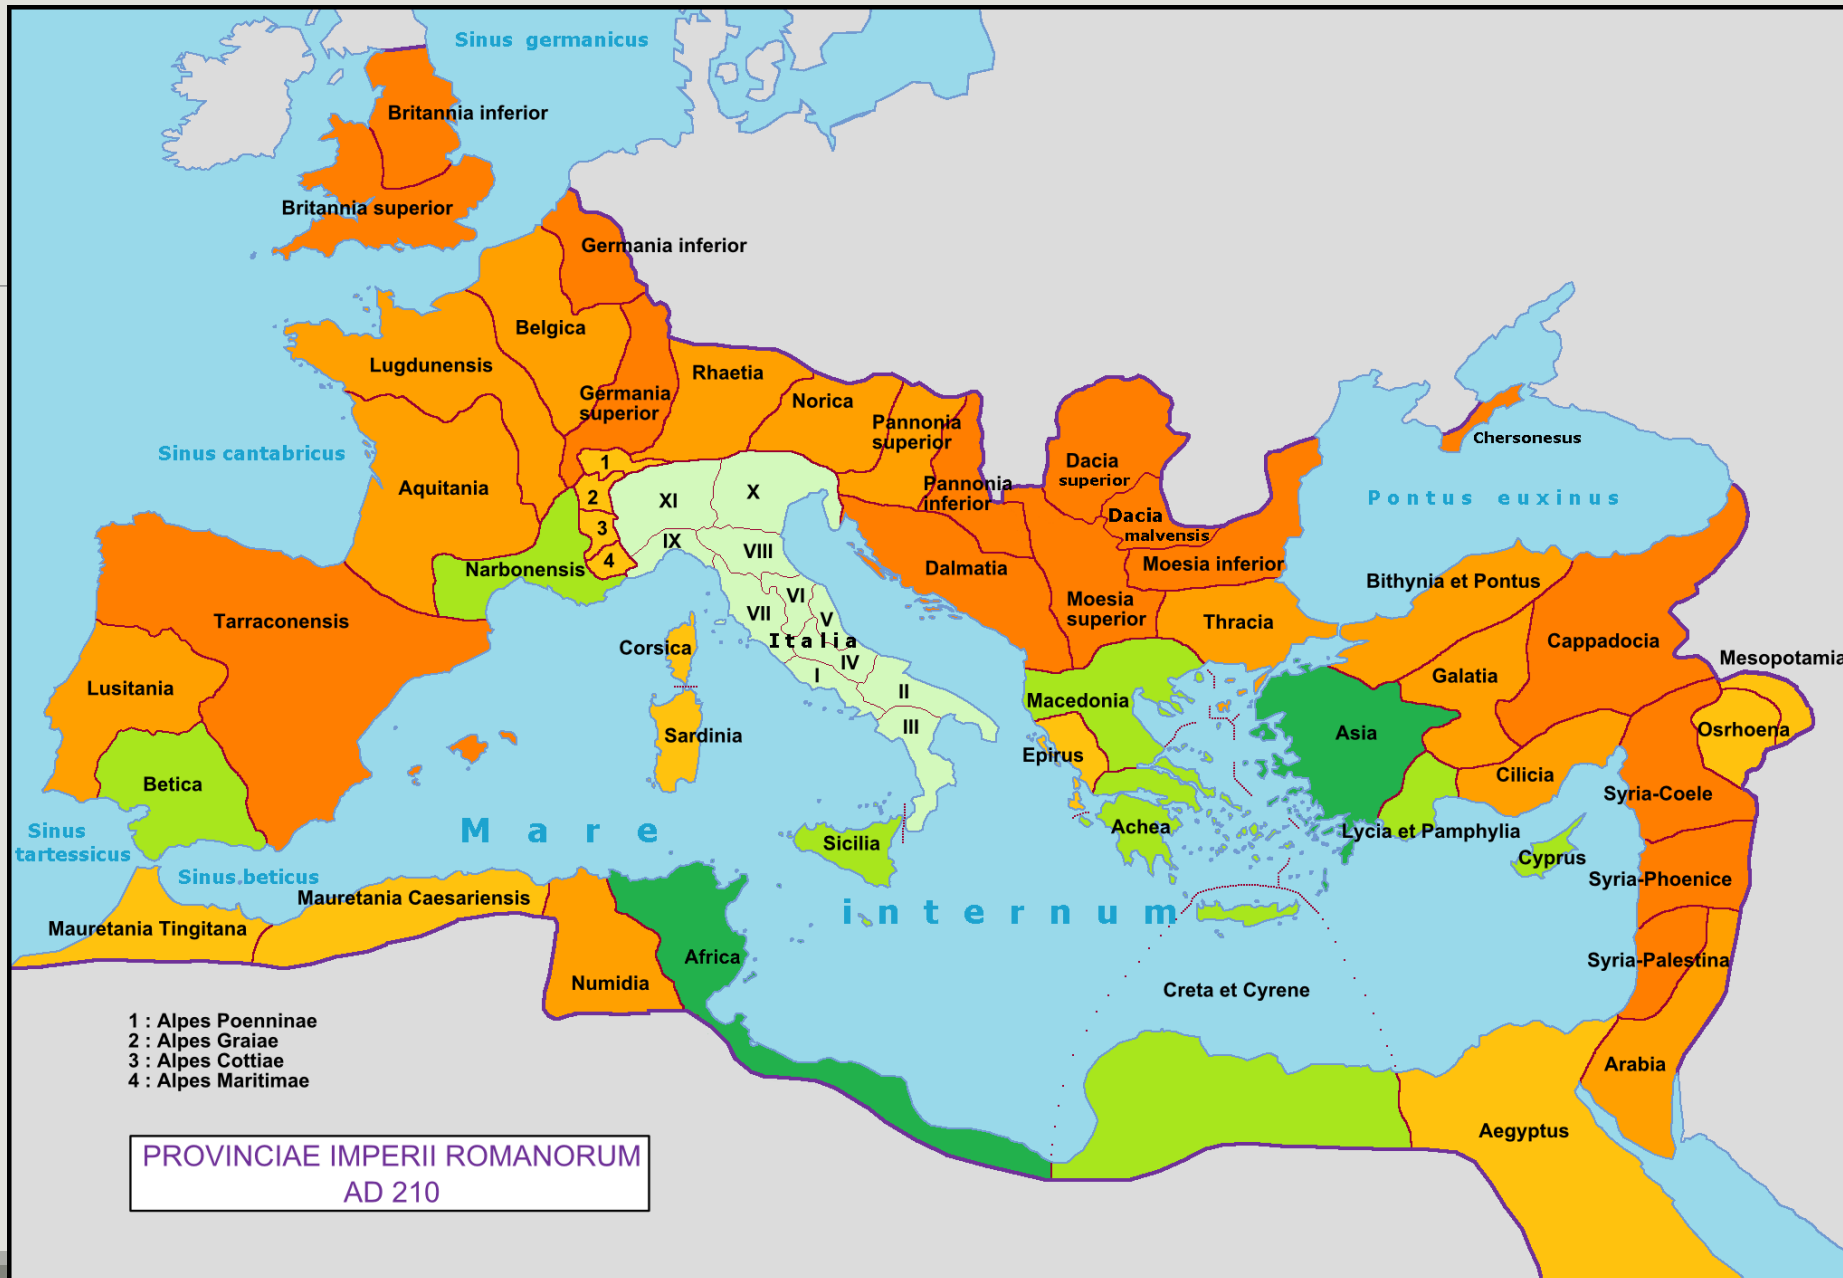 Sinus germanicus
Britannia inferior
Britannia superior
Germania inferior
Belgica
Lugdunensis
Rhaetia
Germania
superior
Norica
Pannonia
superior
Chersonesus
Sinus cantabricus
Aquitania
1
2
3
4
XI
X
IX
VIII
Pannonia
inferior
Dacia
superior
Dacia
malvensis
Pontus euxinus
Narbonensis
Dalmatia
Moesia inferior
Bithynia et Pontus
Tarraconensis
VII
VI
V
Italia
IV
I
II
III
Moesia
superior
Thracia
Cappadocia
Corsica
Mesopotamia
Lusitania
Galatia
Macedonia
Sardinia
Epirus
Asia
Osrhoena
Betica
Cilicia
Syria-Coele
Sinus
tartessicus
Mare
Sicilia
Achea
Lycia et Pamphylia
Cyprus
Sinus beticus
Syria-Phoenice
Mauretania Caesariensis
internum
Mauretania Tingitana
Africa
Syria-Palestina
Numidia
Creta et Cyrene
1 : Alpes Poenninae
2 : Alpes Graiae
3 : Alpes Cottiae
4 : Alpes Maritimae
Arabia
Aegyptus
PROVINCIAE IMPERII ROMANORUM
AD 210